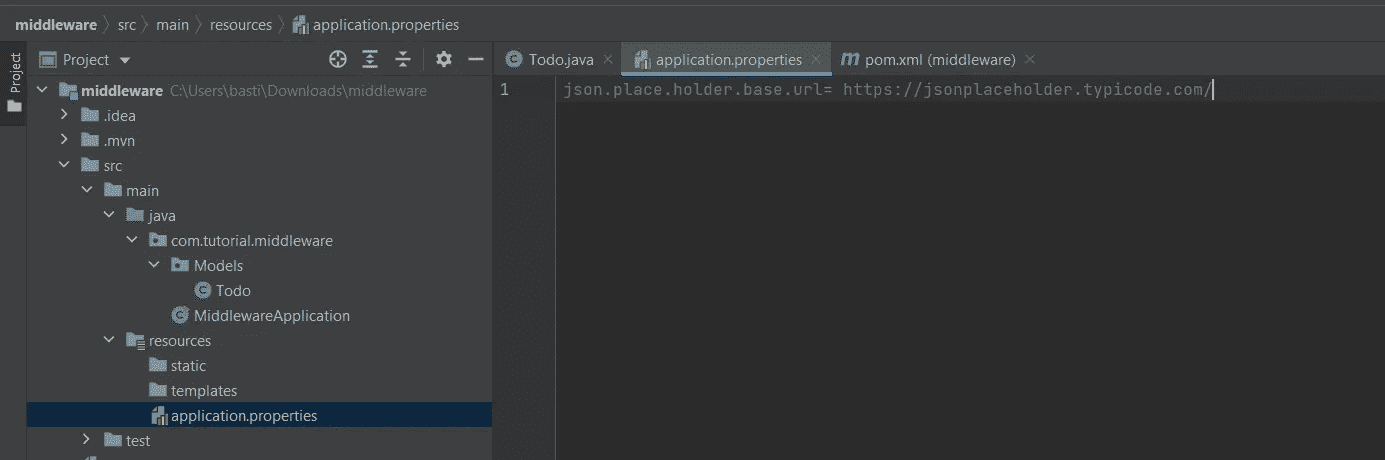 middleware 〉 src 〉 main 〉 resources 〉 application.properties
Project
Project
Todo.java
application.properties
pom.xml (middleware)
middleware C:\Users\basti\Downloads\middleware
1 json.place.holder.base.url= https://jsonplaceholder.typicode.com/
.idea
.mvn
src
main
java
com.tutorial.middleware
Models
Todo
MiddlewareApplication
resources
static
templates
application.properties
test